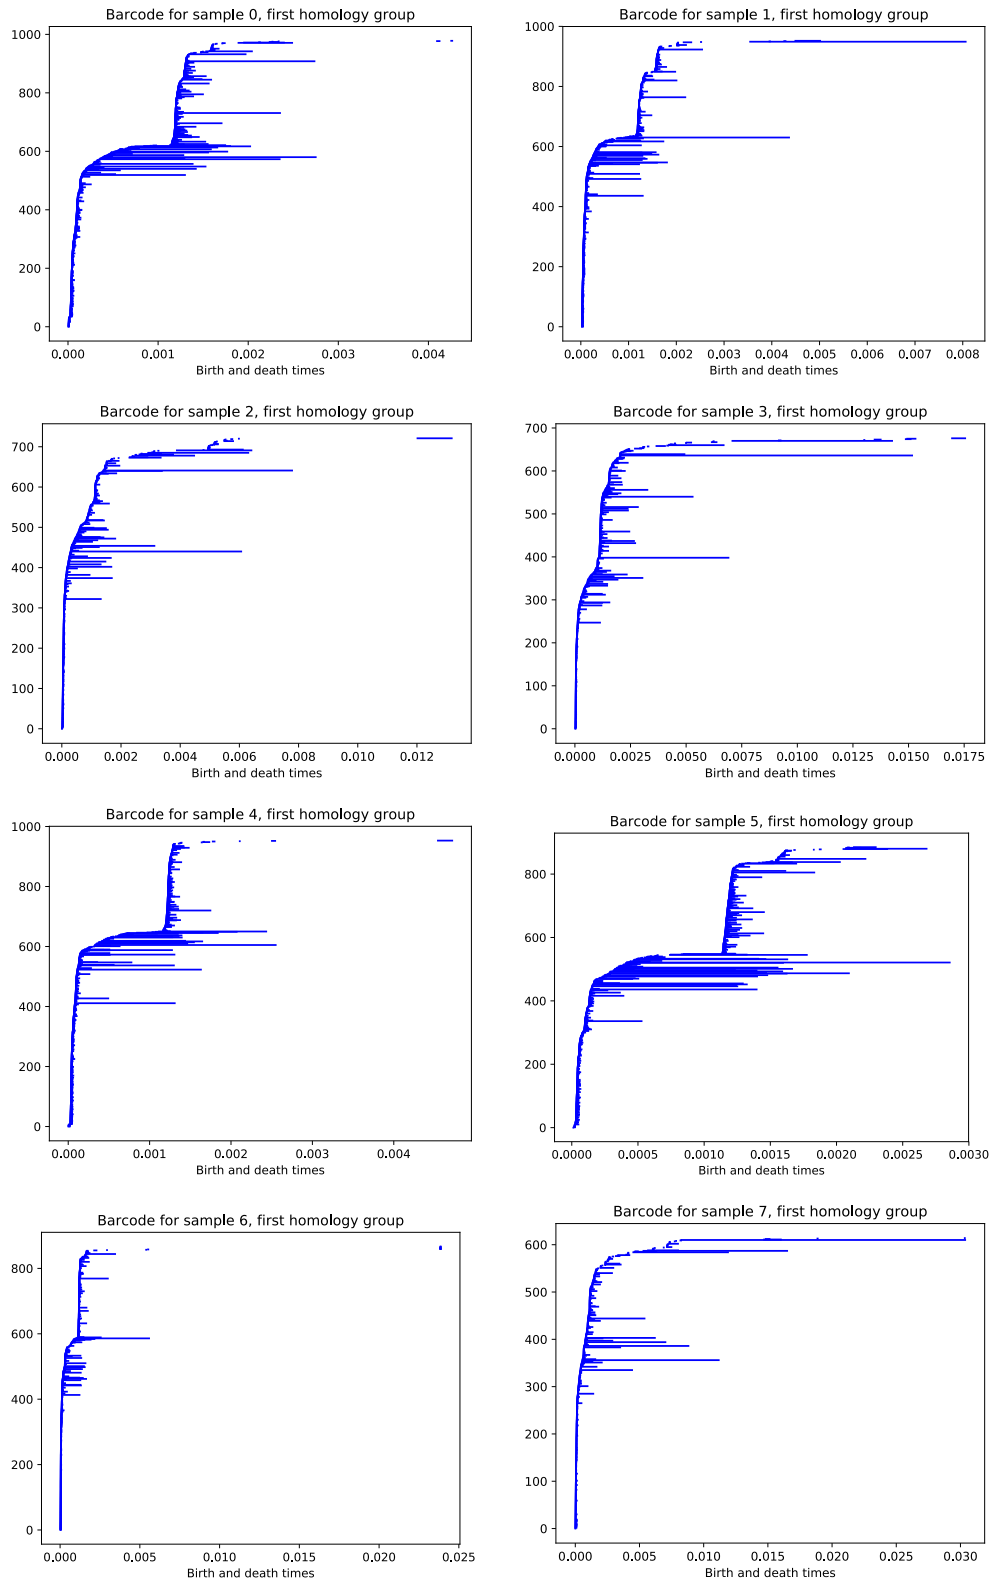 Barcode for sample 0, first homology group
1000
800
600
400
200
0
0.000 0.001 0.002 0.003 0.004
Birth and death times
Barcode for sample 1, first homology group
1000
800
600
400
200
0
0.000 0.001 0.002 0.003 0.004 0.005 0.006 0.007 0.008
Birth and death times
Barcode for sample 2, first homology group
700
600
500
400
300
200
100
0
0.000 0.002 0.004 0.006 0.008 0.010 0.012
Birth and death times
Barcode for sample 3, first homology group
700
600
500
400
300
200
100
0
0.0000 0.0025 0.0050 0.0075 0.0100 0.0125 0.0150 0.0175
Birth and death times
Barcode for sample 4, first homology group
1000
800
600
400
200
0
0.000 0.001 0.002 0.003 0.004
Birth and death times
Barcode for sample 5, first homology group
800
600
400
200
0
0.0000 0.0005 0.0010 0.0015 0.0020 0.0025 0.0030
Birth and death times
Barcode for sample 6, first homology group
800
600
400
200
0
0.000 0.005 0.010 0.015 0.020 0.025
Birth and death times
Barcode for sample 7, first homology group
600
500
400
300
200
100
0
0.000 0.005 0.010 0.015 0.020 0.025 0.030
Birth and death times